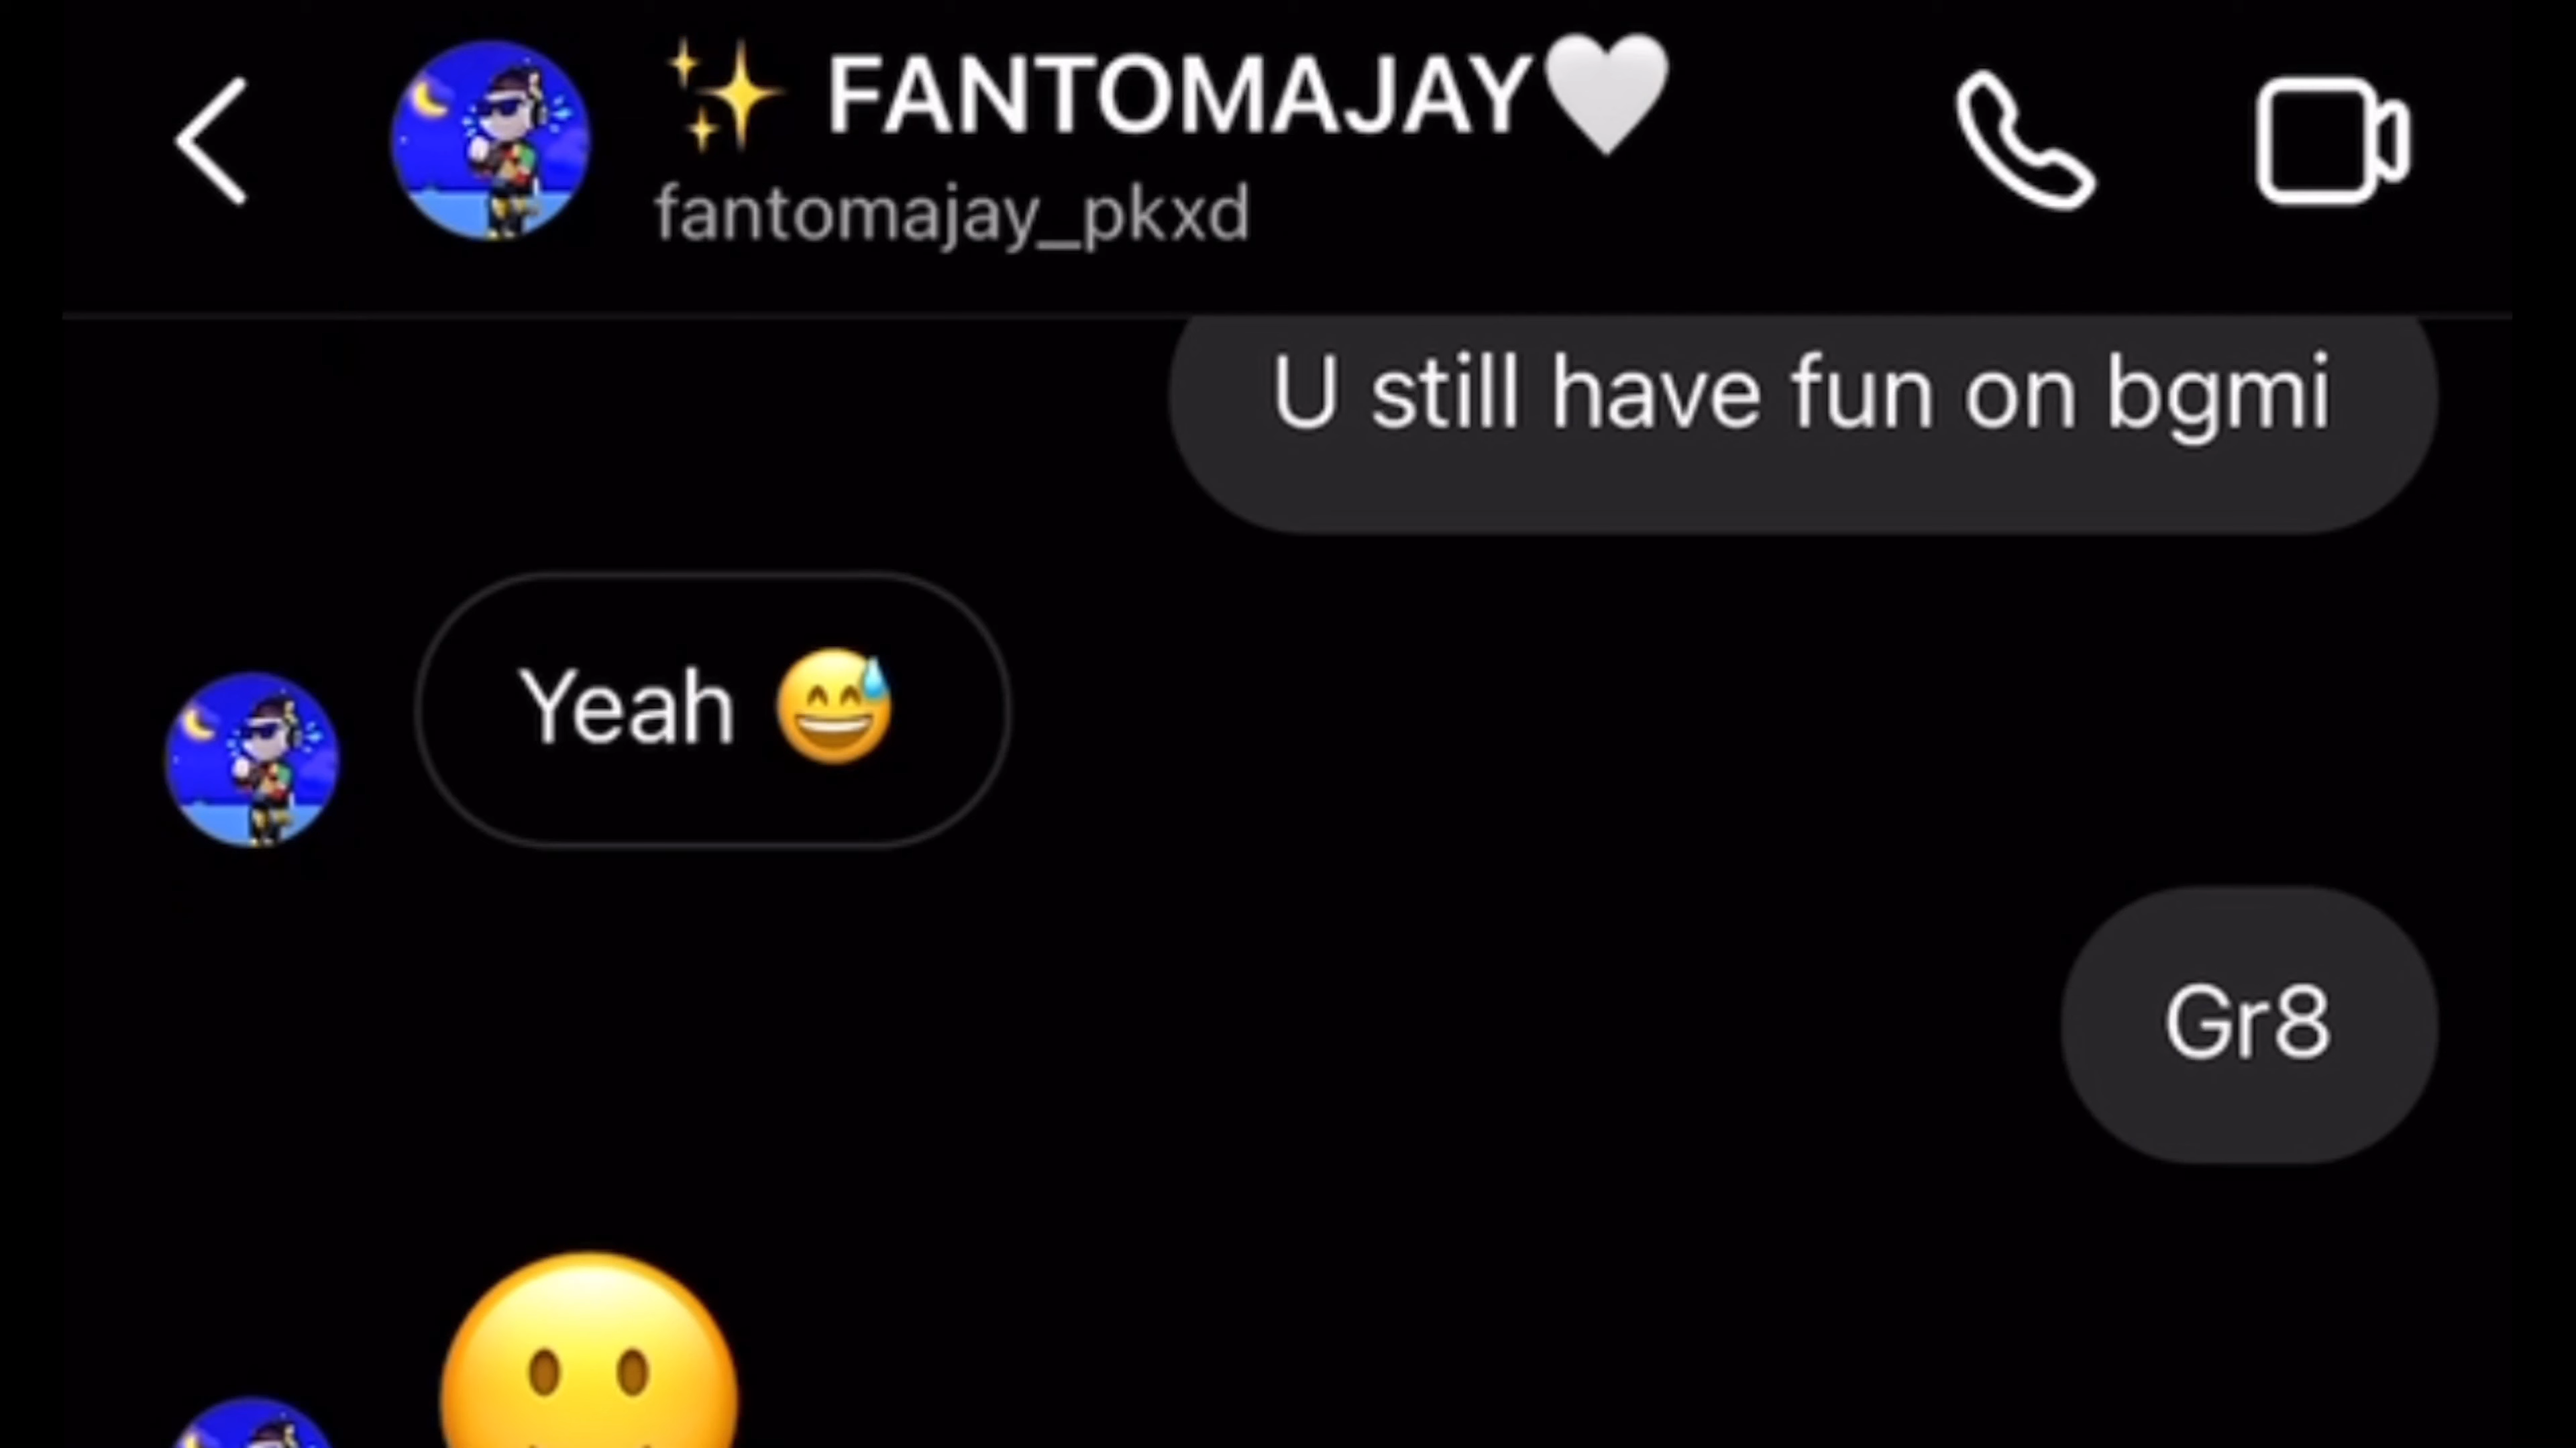 ✨ FANTOMAJAY🤍
fantomajay_pkxd
U still have fun on bgmi
Yeah 😅
Gr8
🙂